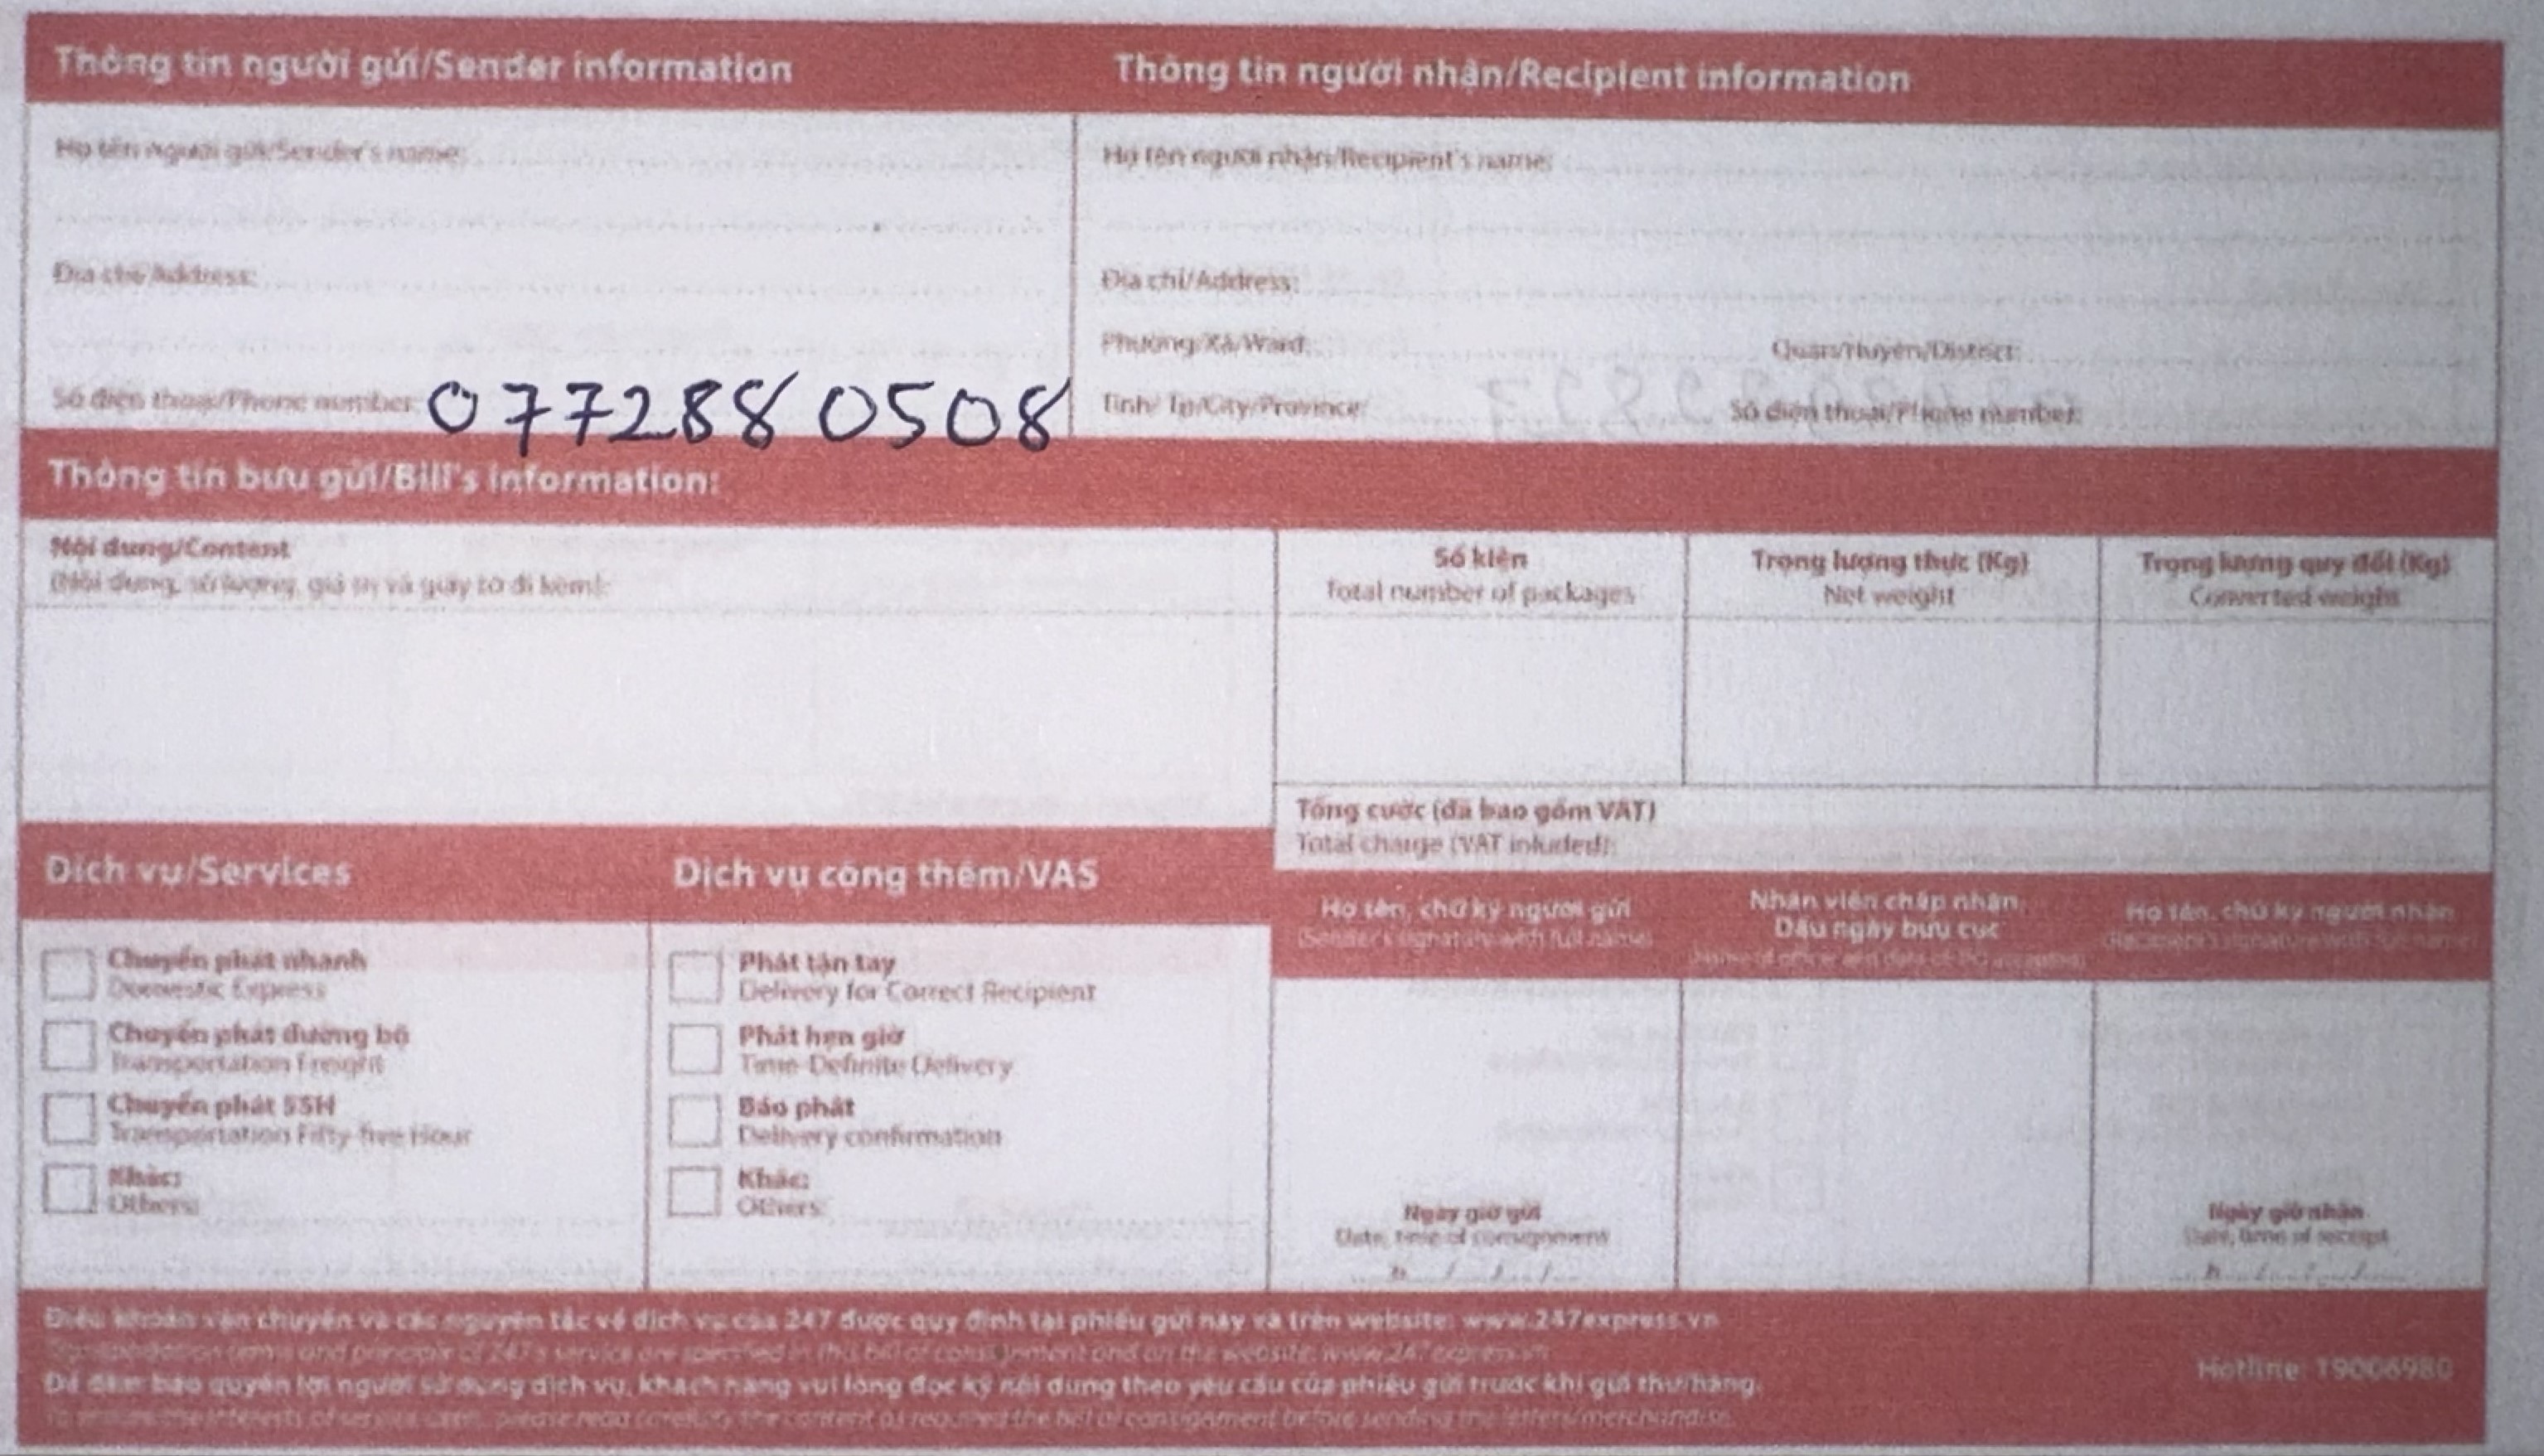 Thông tin người gửi/Sender information
Thông tin người nhận/Recipient information
Họ tên người gửi/Sender's name:
Địa chỉ/Address:
Số điện thoại/Phone number: 0772880508
Họ tên người nhận/Recipient's name:
Địa chỉ/Address:
Phường/Xã/Ward: Quận/Huyện/District:
Tỉnh/ Tp/City/Province: Số điện thoại/Phone number:
Thông tin bưu gửi/Bill's information:
Nội dung/Content
(Nội dung, số lượng, giá trị và giấy tờ đi kèm):
Số kiện
Total number of packages
Trọng lượng thực (Kg)
Net weight
Trọng lượng quy đổi (Kg)
Converted weight
Tổng cước (đã bao gồm VAT)
Total charge (VAT inluded):
Dịch vụ/Services
Chuyển phát nhanh
Domestic Express
Chuyển phát đường bộ
Transportation Freight
Chuyển phát 55H
Transportation Fifty-five Hour
Khác:
Others:
Dịch vụ cộng thêm/VAS
Phát tận tay
Delivery for Correct Recipient
Phát hẹn giờ
Time-Definite Delivery
Báo phát
Delivery confirmation
Khác:
Others:
Họ tên, chữ ký người gửi
(Sender's signature with full name)
Nhân viên chấp nhận
Dấu ngày bưu cục
Họ tên, chữ ký người nhận
(Recipient's signature with full name)
Ngày giờ gửi
Date, time of consignment
h / / /
Ngày giờ nhận
Date, time of receipt
h / / /
Điều khoản vận chuyển và các nguyên tắc về dịch vụ của 247 được quy định tại phiếu gửi này và trên website: www.247express.vn
Transportation terms and principle of 247's service are specified in this bill of consignment and on the website: www.247express.vn
Để đảm bảo quyền lợi người sử dụng dịch vụ, khách hàng vui lòng đọc kỹ nội dung theo yêu cầu của phiếu gửi trước khi gửi thư/hàng.
To ensure the interests of service users, please read carefully the content as required the bill of consignment before sending the letters/merchandise.
Hotline: 19006980